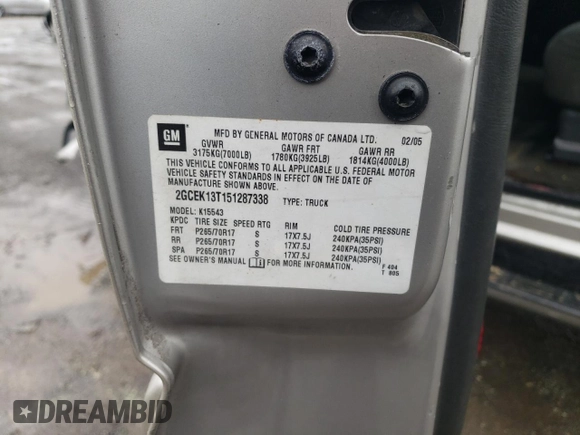 GM
MFD BY GENERAL MOTORS OF CANADA LTD. 02/05
GVWR GAWR FRT GAWR RR
3175KG(7000LB) 1780KG(3925LB) 1814KG(4000LB)
THIS VEHICLE CONFORMS TO ALL APPLICABLE U.S. FEDERAL MOTOR
VEHICLE SAFETY STANDARDS IN EFFECT ON THE DATE OF
MANUFACTURE SHOWN ABOVE.
2GCEK13T151287338 TYPE: TRUCK
MODEL: K15543
KPDC TIRE SIZE SPEED RTG RIM COLD TIRE PRESSURE
FRT P265/70R17 S 17X7.5J 240KPA(35PSI)
RR P265/70R17 S 17X7.5J 240KPA(35PSI)
SPA P265/70R17 S 17X7.5J 240KPA(35PSI)
SEE OWNER'S MANUAL FOR MORE INFORMATION.
F 404
T 805
DREAMBID